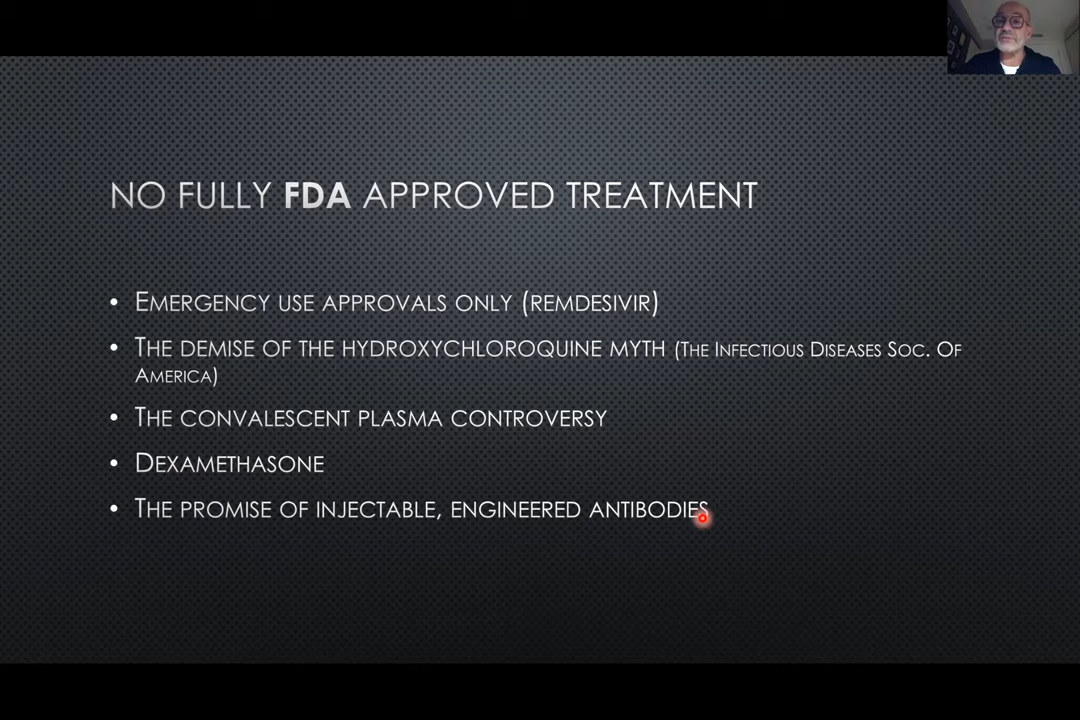 NO FULLY FDA APPROVED TREATMENT
• EMERGENCY USE APPROVALS ONLY (REMDESIVIR)
• THE DEMISE OF THE HYDROXYCHLOROQUINE MYTH (THE INFECTIOUS DISEASES SOC. OF
AMERICA)
• THE CONVALESCENT PLASMA CONTROVERSY
• DEXAMETHASONE
• THE PROMISE OF INJECTABLE, ENGINEERED ANTIBODIES